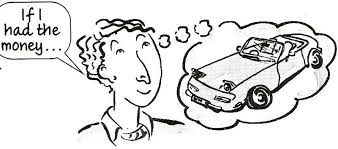 If I
had the
money...